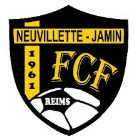 NEUVILLETTE - JAMIN
1961
FCF
REIMS